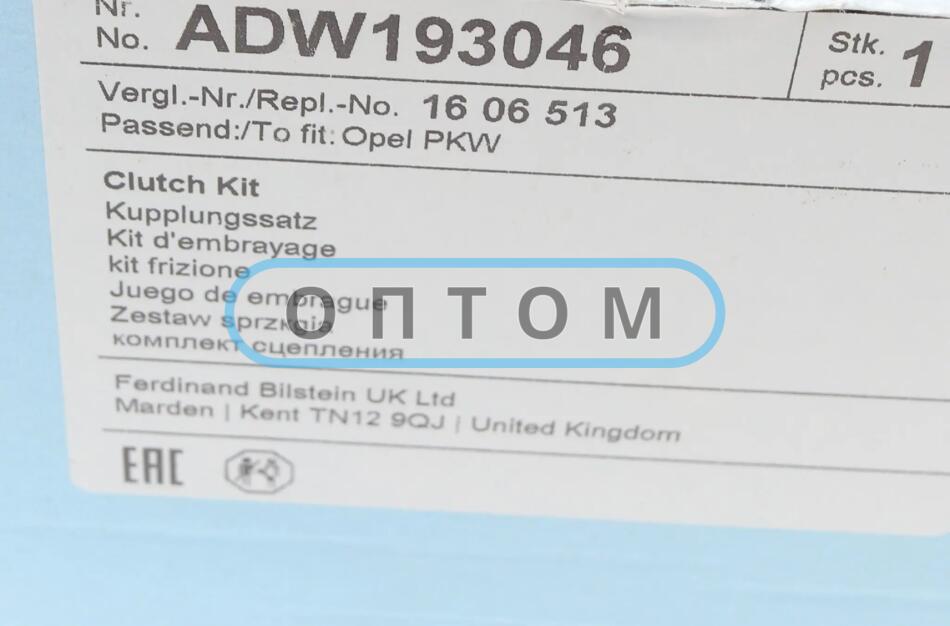 Nr.
No. ADW193046
Stk.
pcs. 1
Vergl.-Nr./Repl.-No. 16 06 513
Passend:/To fit: Opel PKW
Clutch Kit
Kupplungssatz
Kit d'embrayage
kit frizione
Juego de embrague
Zestaw sprzęgła
комплект сцепления
ОПТОМ
Ferdinand Bilstein UK Ltd
Marden | Kent TN12 9QJ | United Kingdom
EAC